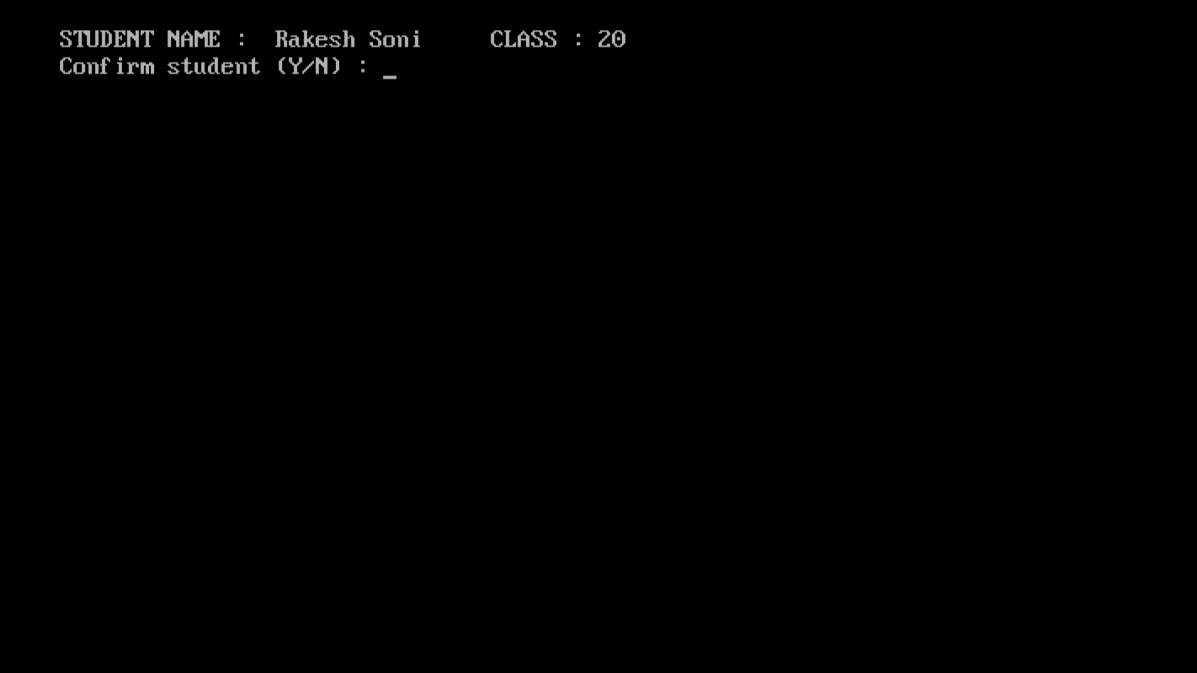 STUDENT NAME :  Rakesh Soni     CLASS : 20
Confirm student (Y/N) : _